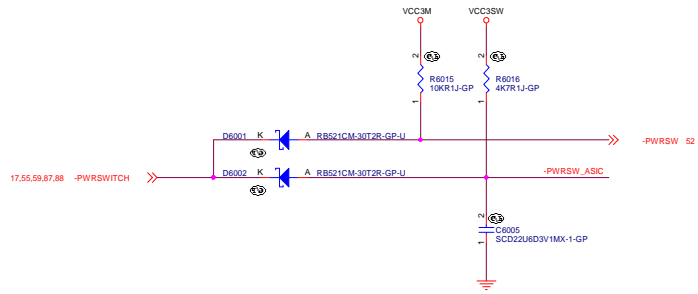 VCC3M VCC3SW
2 2
R6015 R6016
10KR1J-GP 4K7R1J-GP
1 1
D6001 K A RB521CM-30T2R-GP-U -PWRSW 52
17,55,59,87,88 -PWRSWITCH D6002 K A RB521CM-30T2R-GP-U -PWRSW_ASIC
2
C6005
1 SCD22U6D3V1MX-1-GP